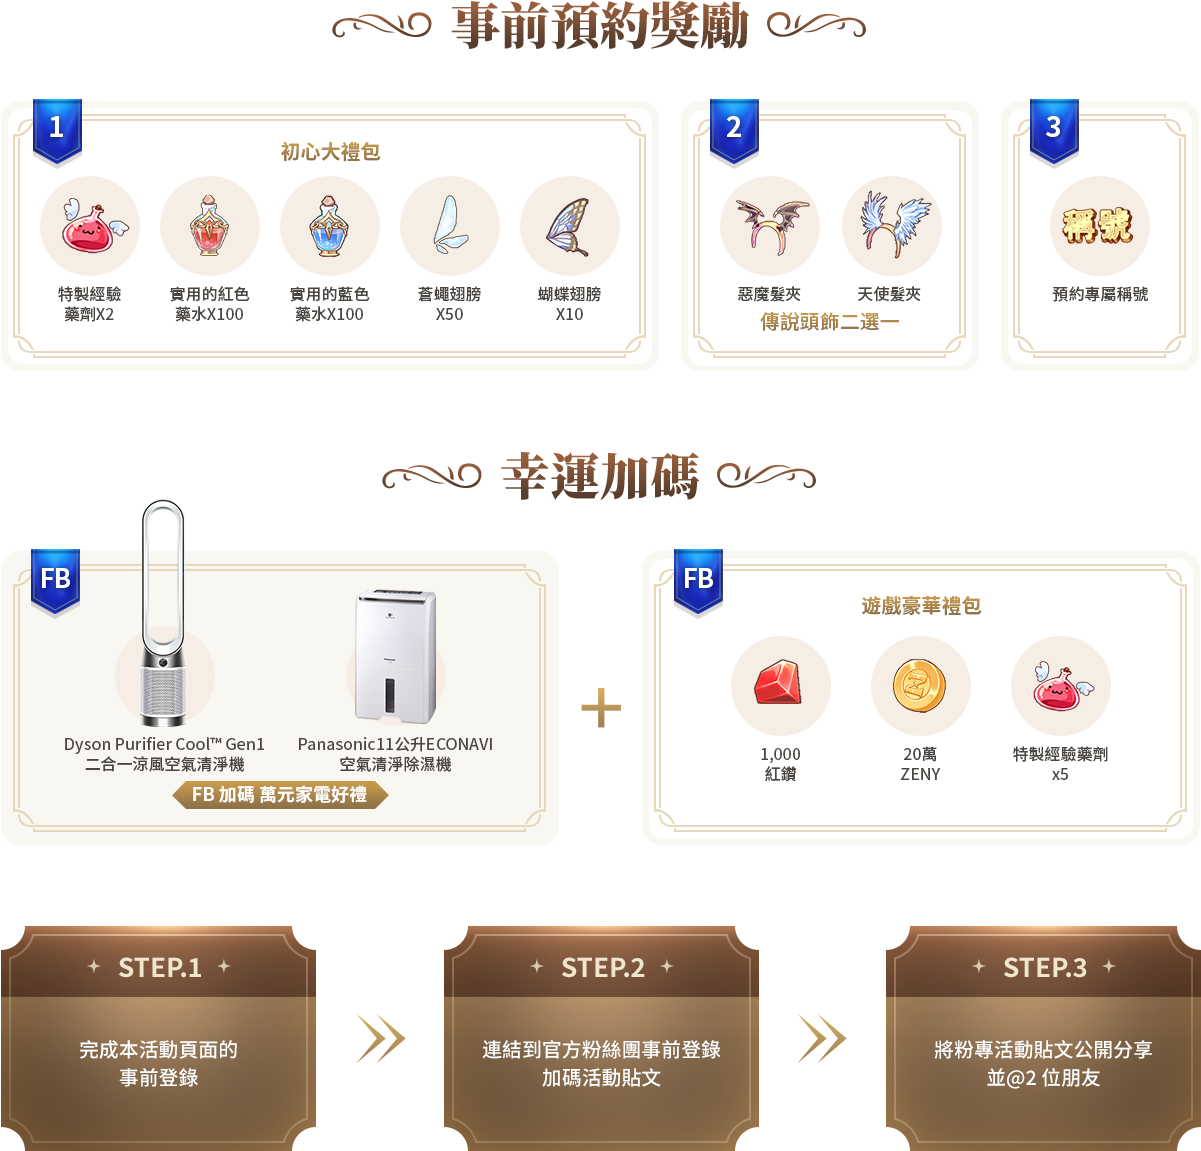 事前預約獎勵
1
初心大禮包
特製經驗
藥劑X2
實用的紅色
藥水X100
實用的藍色
藥水X100
蒼蠅翅膀
X50
蝴蝶翅膀
X10
2
惡魔髮夾
天使髮夾
傳說頭飾二選一
3
稱號
預約專屬稱號
幸運加碼
FB
Dyson Purifier Cool™ Gen1
二合一涼風空氣清淨機
Panasonic11公升ECONAVI
空氣清淨除濕機
FB 加碼 萬元家電好禮
+
FB
遊戲豪華禮包
1,000
紅鑽
20萬
ZENY
特製經驗藥劑
x5
STEP.1
完成本活動頁面的
事前登錄
STEP.2
連結到官方粉絲團事前登錄
加碼活動貼文
STEP.3
將粉專活動貼文公開分享
並@2 位朋友